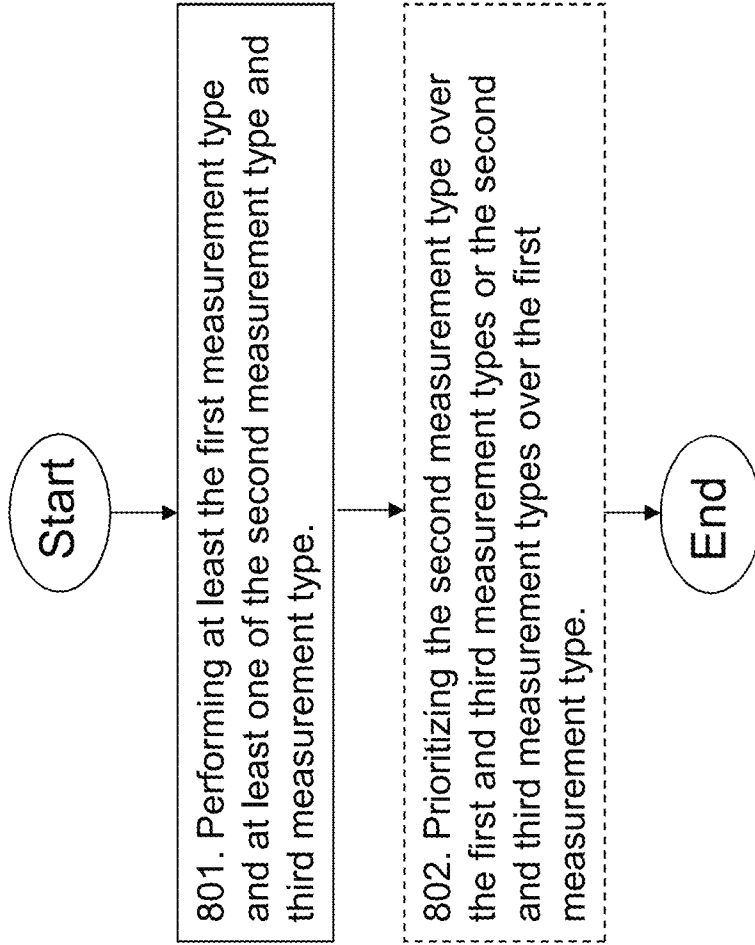 Start
801. Performing at least the first measurement type
and at least one of the second measurement type and
third measurement type.
802. Prioritizing the second measurement type over
the first and third measurement types or the second
and third measurement types over the first
measurement type.
End